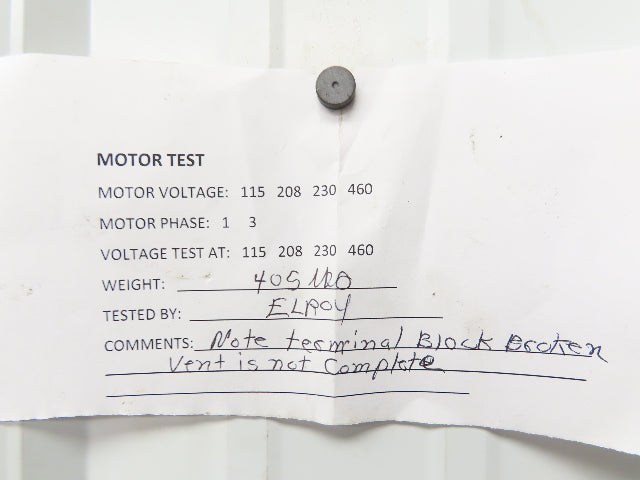 MOTOR TEST
MOTOR VOLTAGE: 115 208 230 460
MOTOR PHASE: 1 3
VOLTAGE TEST AT: 115 208 230 460
WEIGHT: 405
TESTED BY: ELROY
COMMENTS: Note terminal Block Broken
Vent is not Complete